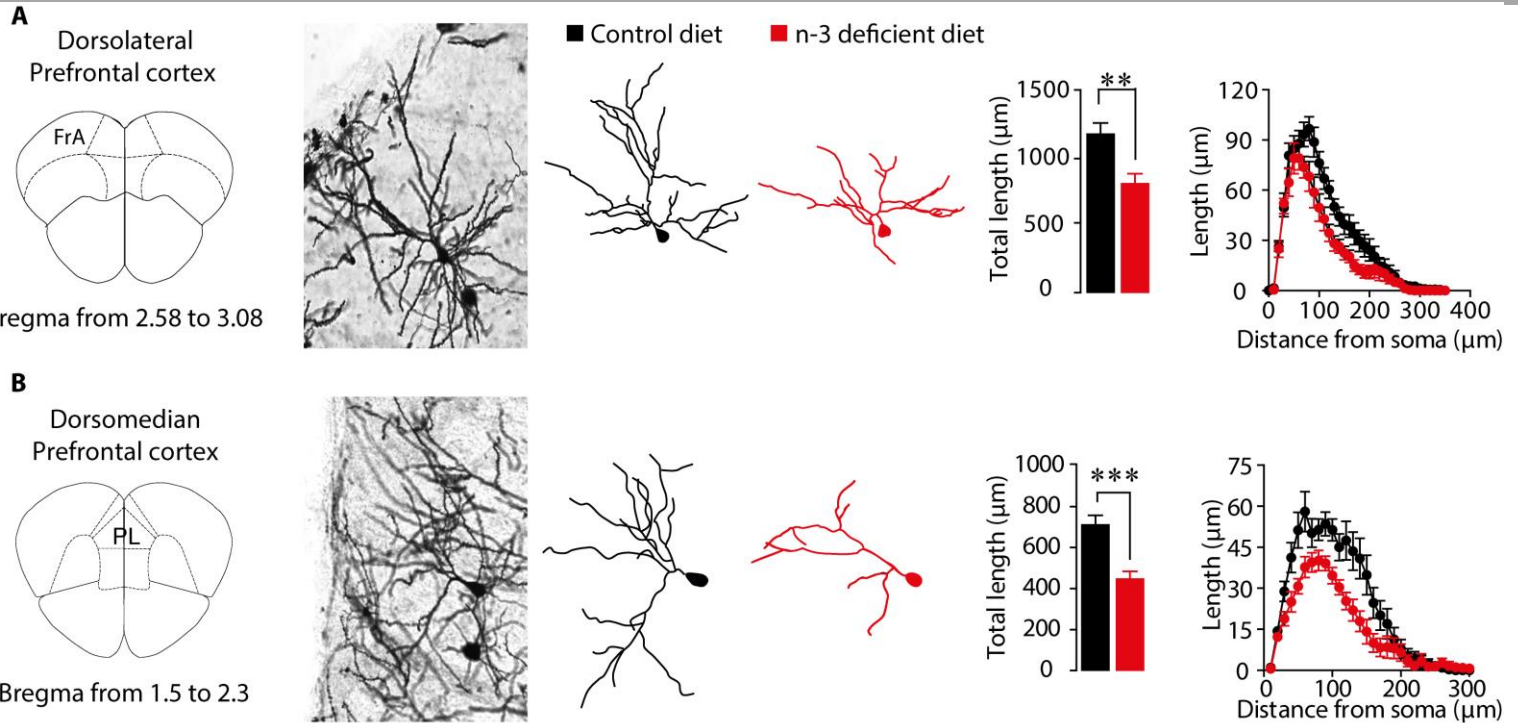 A
Dorsolateral
Prefrontal cortex
FrA
regma from 2.58 to 3.08
Control diet
n-3 deficient diet
Total length (µm)
1500
1000
500
0
**
Length (µm)
120
90
60
30
0
0 100 200 300 400
Distance from soma (µm)
B
Dorsomedian
Prefrontal cortex
PL
Bregma from 1.5 to 2.3
Total length (µm)
1000
800
600
400
200
0
***
Length (µm)
75
60
45
30
15
0
0 100 200 300
Distance from soma (µm)